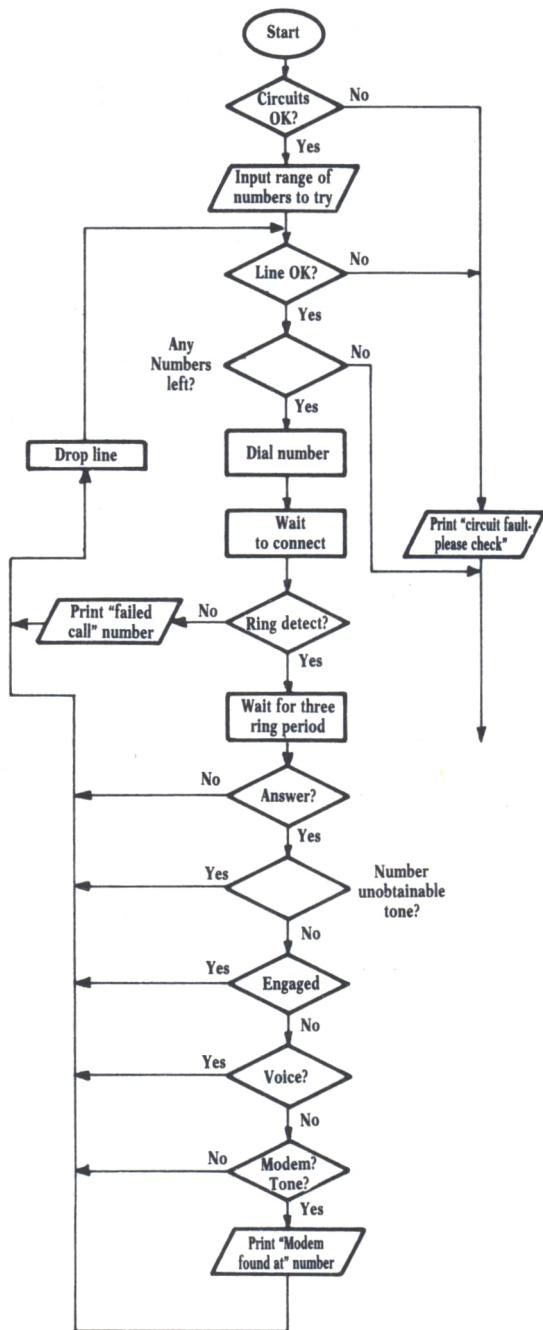 Start
Circuits
OK?
No
Yes
Input range of
numbers to try
Line OK?
No
Yes
Any
Numbers
left?
No
Yes
Drop line
Dial number
Wait
to connect
Print “circuit fault-
please check”
Print “failed
call” number
No
Ring detect?
Yes
Wait for three
ring period
No
Answer?
Yes
Yes
Number
unobtainable
tone?
No
Yes
Engaged
No
Yes
Voice?
No
No
Modem?
Tone?
Yes
Print “Modem
found at” number